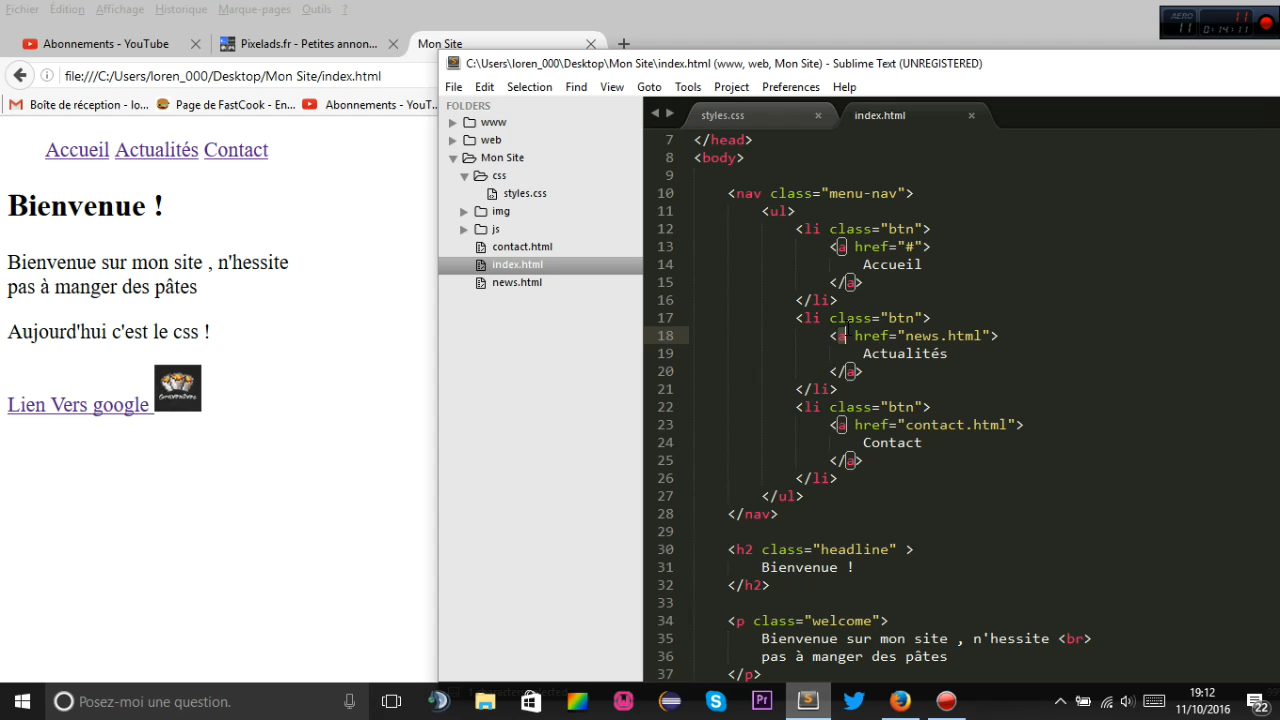 Fichier Édition Affichage Historique Marque-pages Outils ?
AERO
11
11
0:14:11
Abonnements - YouTube
Pixelads.fr - Petites annon...
Mon Site
file:///C:/Users/loren_000/Desktop/Mon Site/index.html
Boîte de réception - lo...
Page de FastCook - En...
Abonnements - YouT...
Accueil Actualités Contact
Bienvenue !
Bienvenue sur mon site , n'hessite
pas à manger des pâtes
Aujourd'hui c'est le css !
Lien Vers google
C:\Users\loren_000\Desktop\Mon Site\index.html (www, web, Mon Site) - Sublime Text (UNREGISTERED)
File Edit Selection Find View Goto Tools Project Preferences Help
FOLDERS
www
web
Mon Site
css
styles.css
img
js
contact.html
index.html
news.html
styles.css
index.html
7 </head>
8 <body>
9
10 <nav class="menu-nav">
11 <ul>
12 <li class="btn">
13 <a href="#">
14 Accueil
15 </a>
16 </li>
17 <li class="btn">
18 <a href="news.html">
19 Actualités
20 </a>
21 </li>
22 <li class="btn">
23 <a href="contact.html">
24 Contact
25 </a>
26 </li>
27 </ul>
28 </nav>
29
30 <h2 class="headline" >
31 Bienvenue !
32 </h2>
33
34 <p class="welcome">
35 Bienvenue sur mon site , n'hessite <br>
36 pas à manger des pâtes
37 </p>
Posez-moi une question.
Pr
19:12
11/10/2016
22